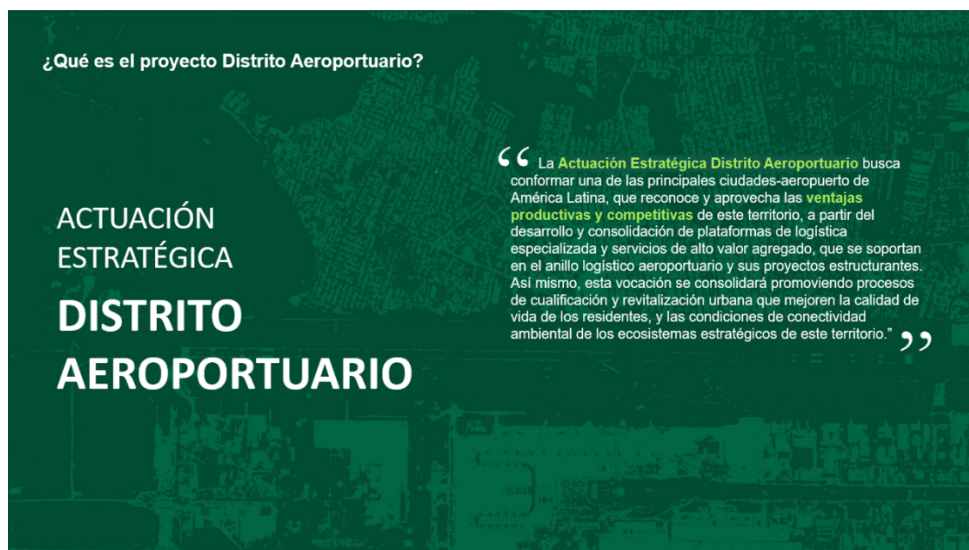 ¿Qué es el proyecto Distrito Aeroportuario?
ACTUACIÓN
ESTRATÉGICA
DISTRITO
AEROPORTUARIO
“ La Actuación Estratégica Distrito Aeroportuario busca
conformar una de las principales ciudades-aeropuerto de
América Latina, que reconoce y aprovecha las ventajas
productivas y competitivas de este territorio, a partir del
desarrollo y consolidación de plataformas de logística
especializada y servicios de alto valor agregado, que se soportan
en el anillo logístico aeroportuario y sus proyectos estructurantes.
Así mismo, esta vocación se consolidará promoviendo procesos
de cualificación y revitalización urbana que mejoren la calidad de
vida de los residentes, y las condiciones de conectividad
ambiental de los ecosistemas estratégicos de este territorio.” ”